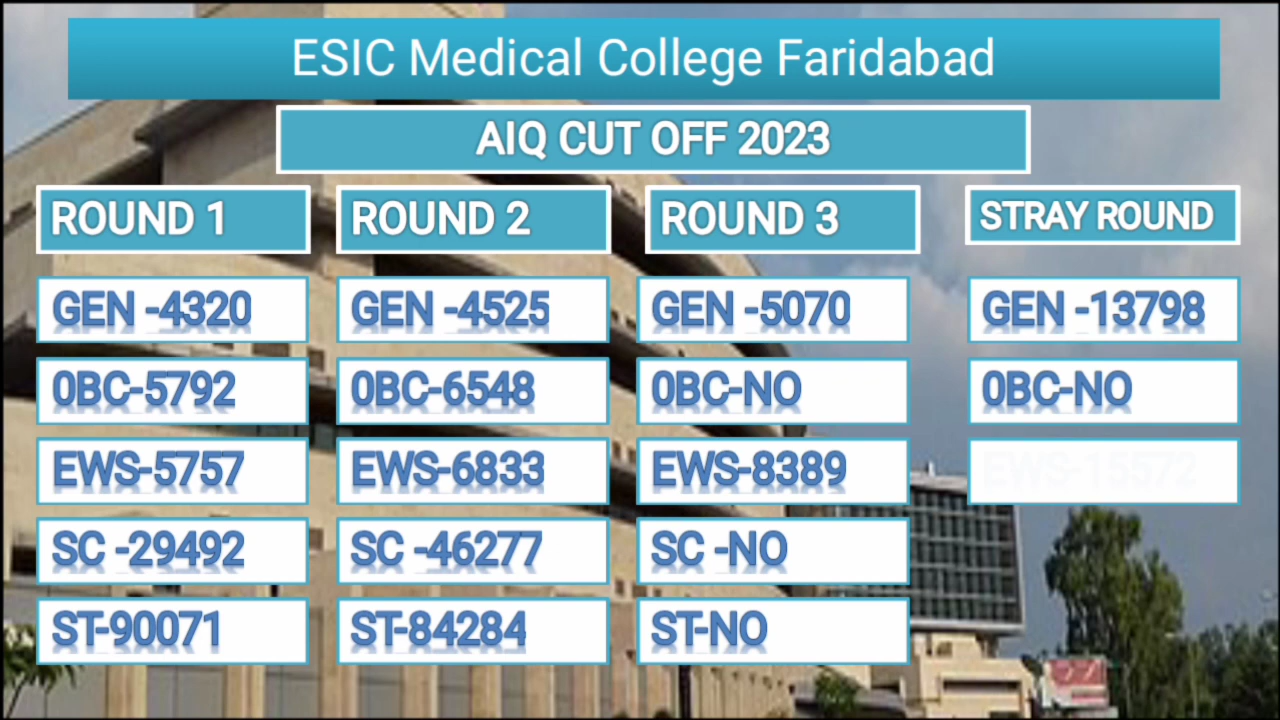 ESIC Medical College Faridabad
AIQ CUT OFF 2023
ROUND 1
ROUND 2
ROUND 3
STRAY ROUND
GEN -4320
GEN -4525
GEN -5070
GEN -13798
0BC-5792
0BC-6548
0BC-NO
0BC-NO
EWS-5757
EWS-6833
EWS-8389
EWS-15572
SC -29492
SC -46277
SC -NO
ST-90071
ST-84284
ST-NO